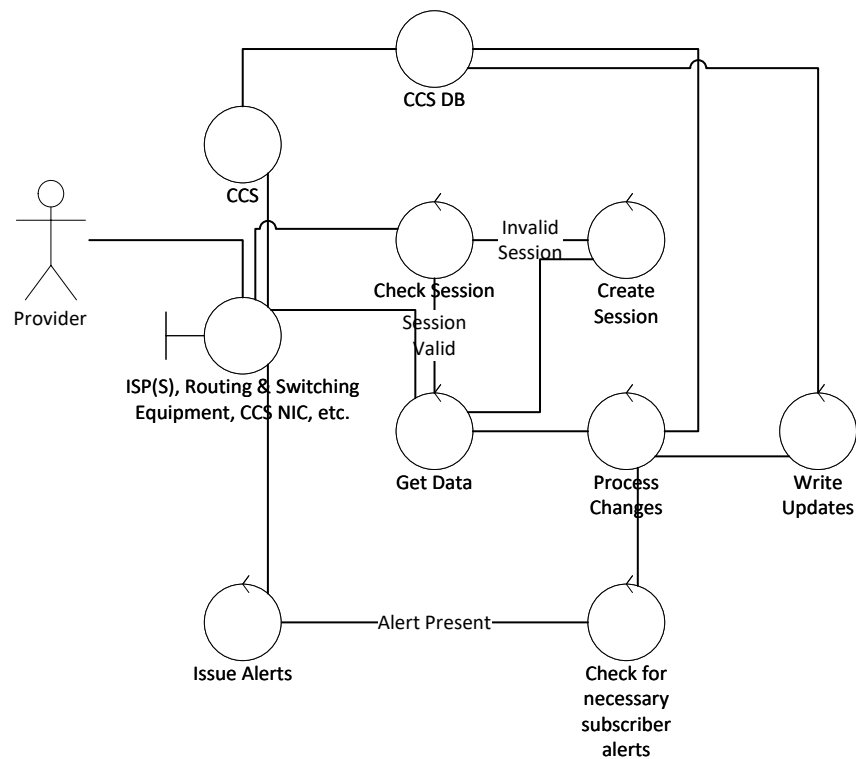 CCS DB
CCS
Invalid
Session
Check Session
Create
Session
Provider
Session
Valid
ISP(S), Routing & Switching
Equipment, CCS NIC, etc.
Get Data
Process
Changes
Write
Updates
Alert Present
Issue Alerts
Check for
necessary
subscriber
alerts